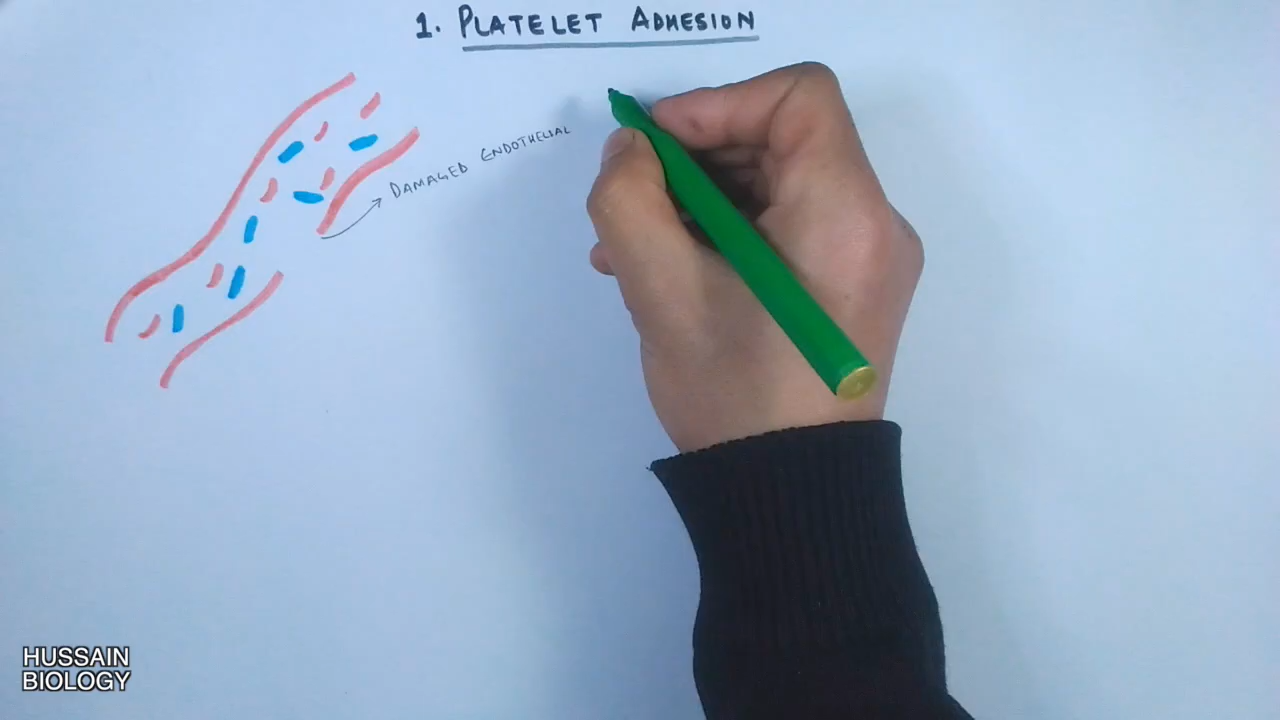 1. PLATELET ADHESION
DAMAGED ENDOTHELIAL
HUSSAIN
BIOLOGY